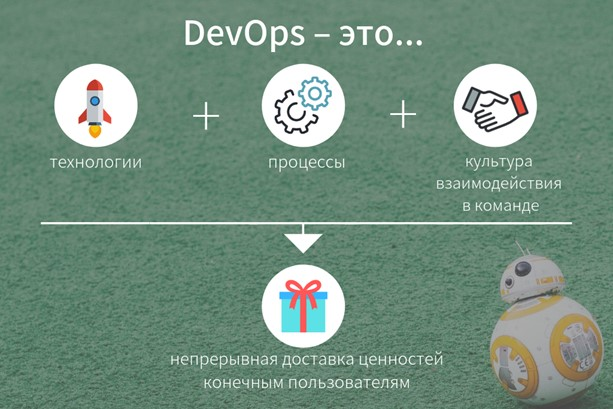 DevOps – это...
+ +
технологии
процессы
культура
взаимодействия
в команде
непрерывная доставка ценностей
конечным пользователям